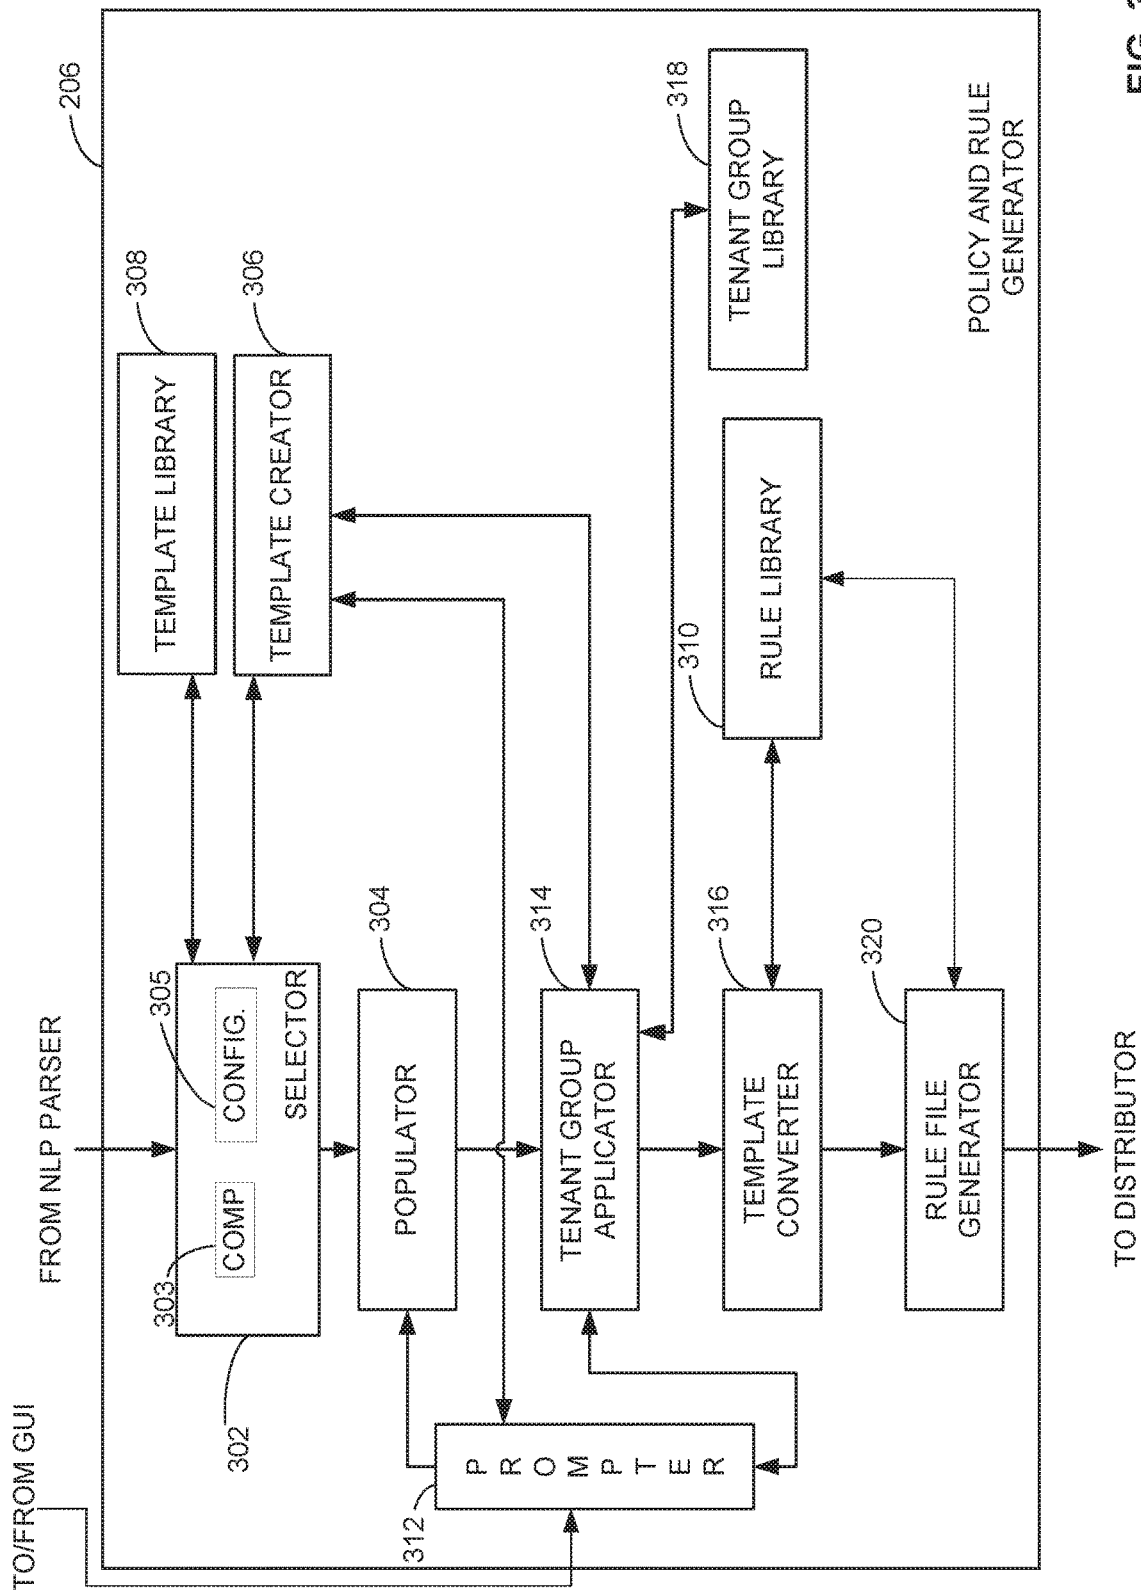 TO/FROM GUI
FROM NLP PARSER
206
303
COMP
305
CONFIG.
SELECTOR
302
308
TEMPLATE LIBRARY
306
TEMPLATE CREATOR
304
POPULATOR
312
PROMPTER
314
TENANT GROUP
APPLICATOR
318
TENANT GROUP
LIBRARY
316
TEMPLATE
CONVERTER
310
RULE LIBRARY
320
RULE FILE
GENERATOR
POLICY AND RULE
GENERATOR
TO DISTRIBUTOR
FIG.